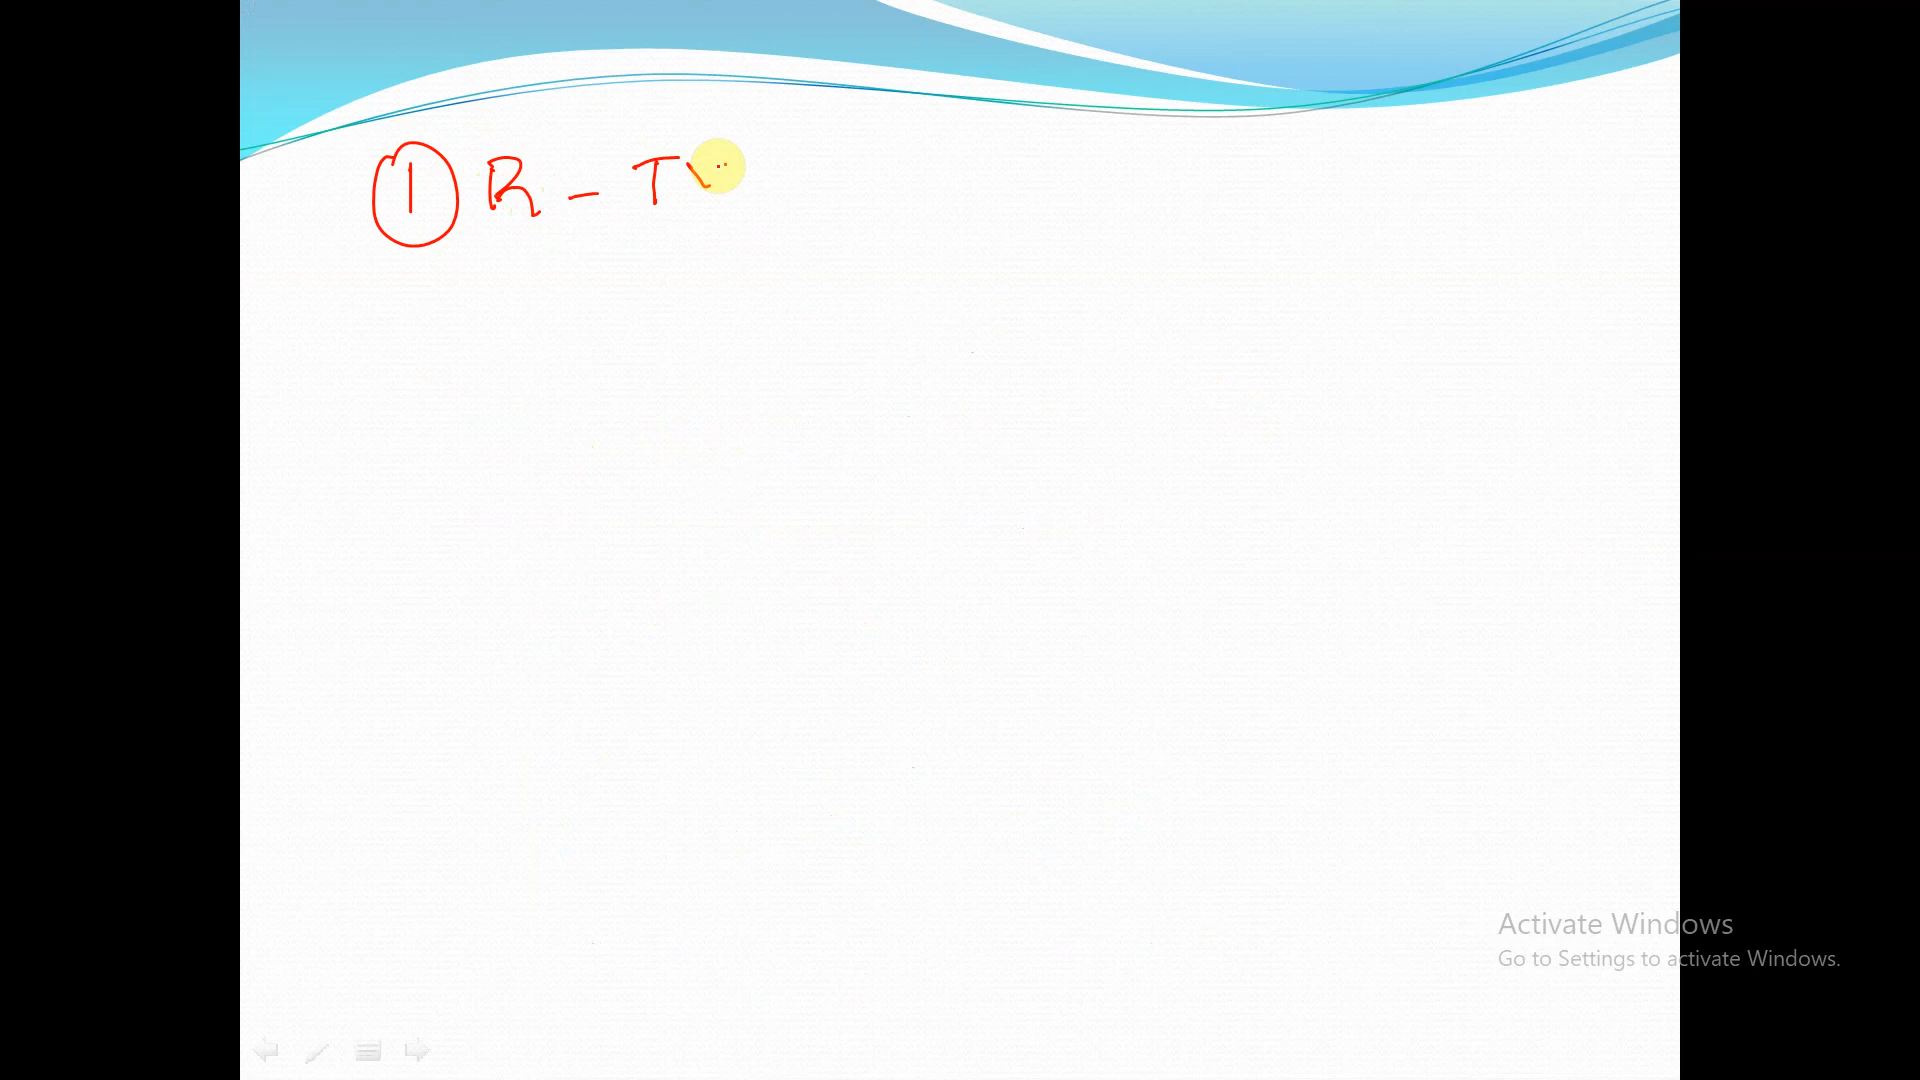 ① R - T
Activate Windows
Go to Settings to activate Windows.